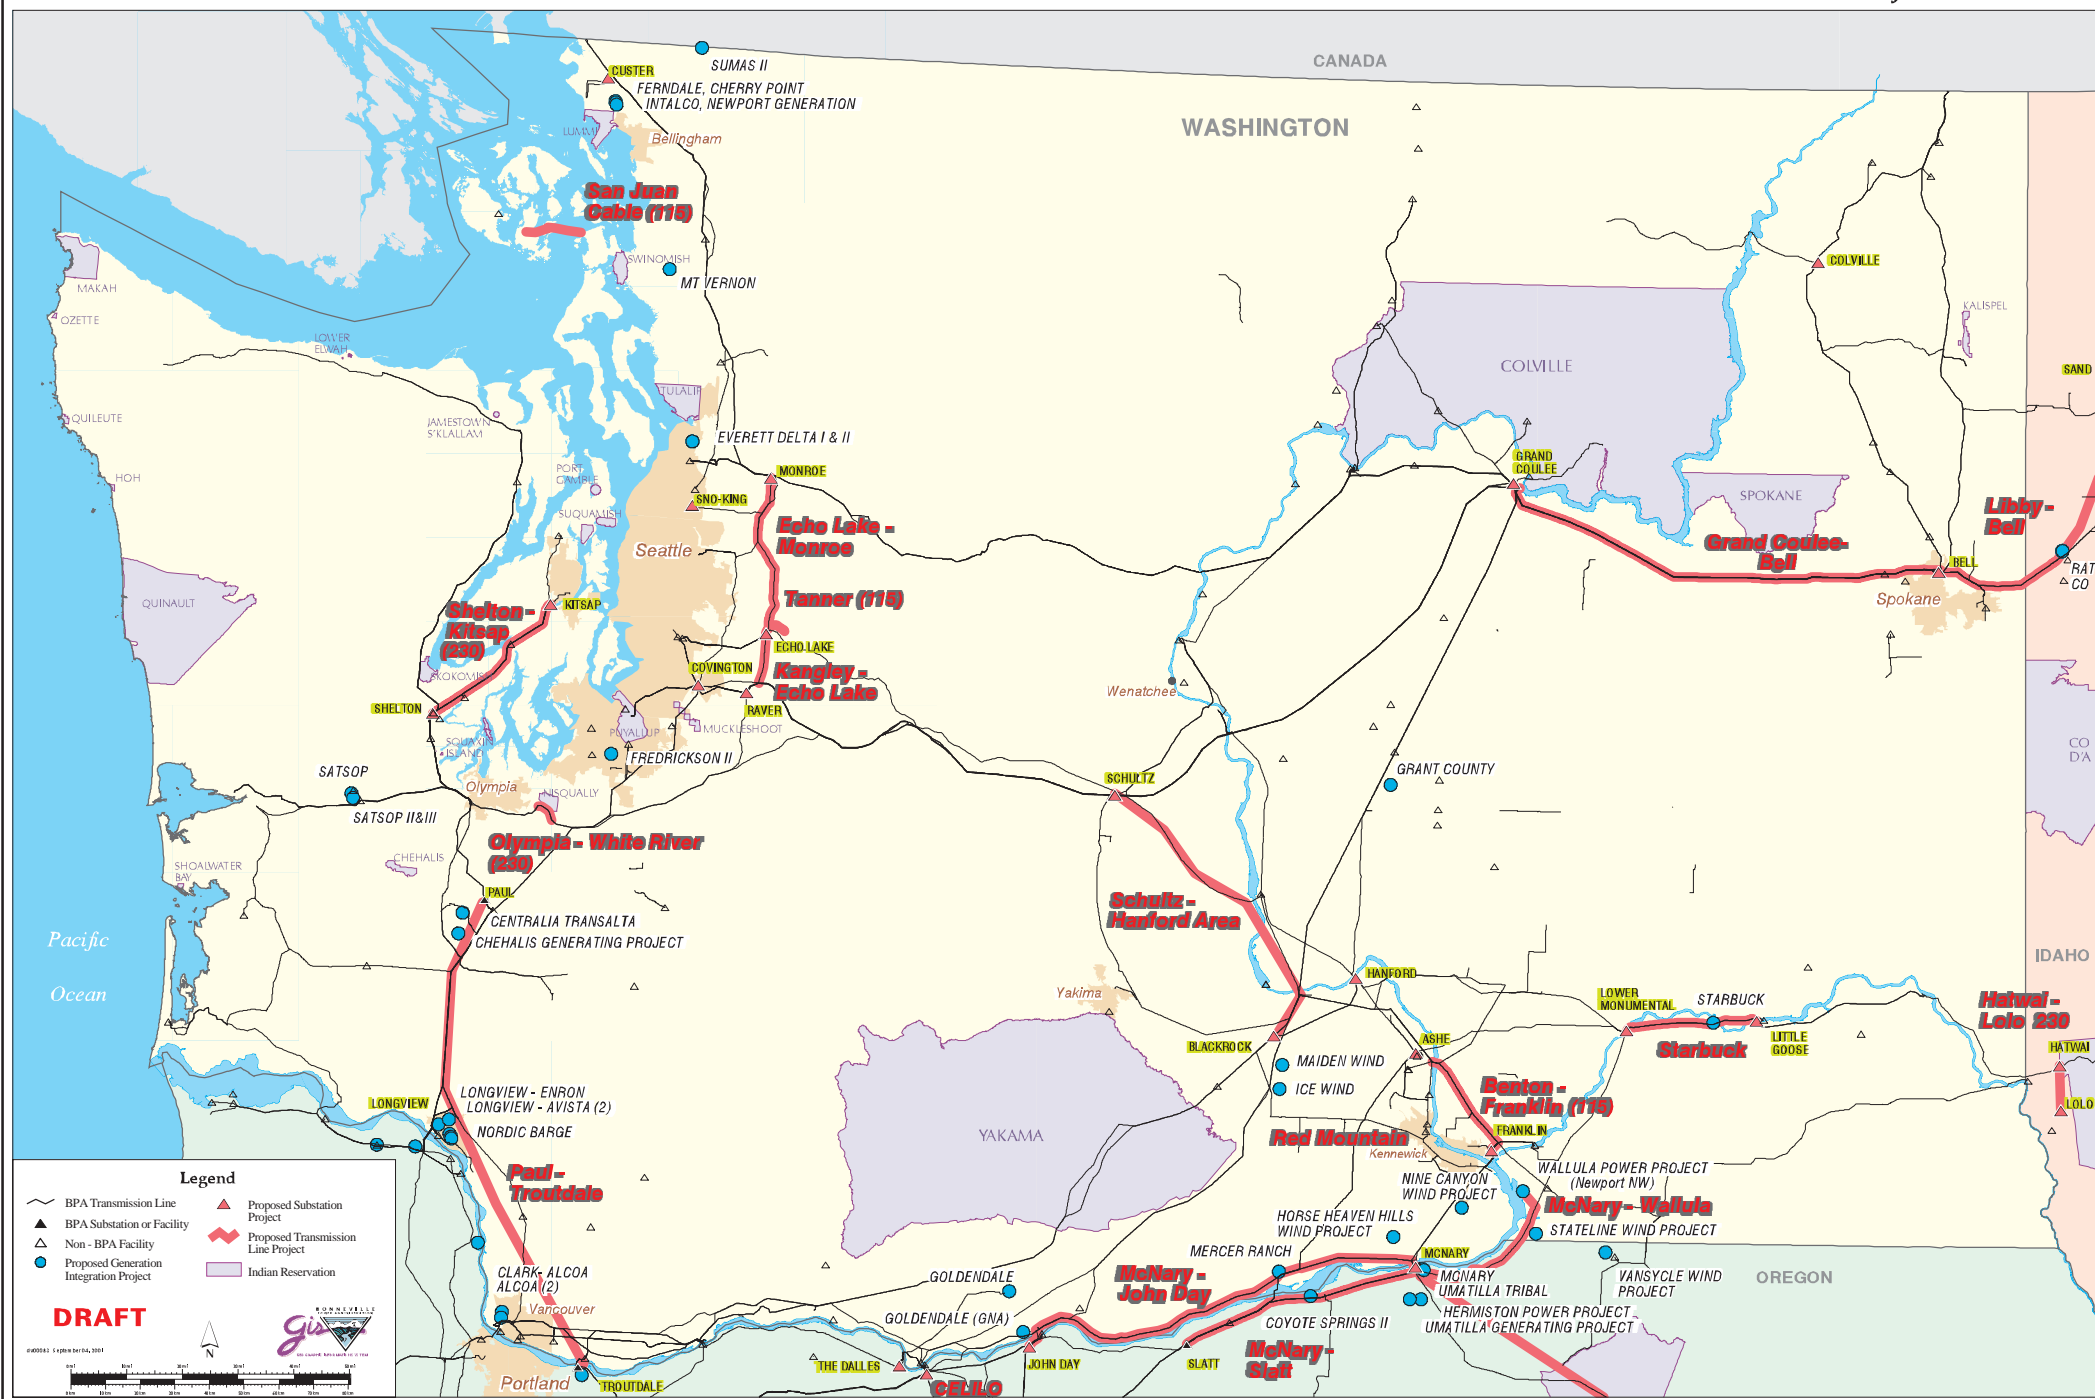 CANADA
SUMAS II
CUSTER
FERNDALE, CHERRY POINT
INTALCO, NEWPORT GENERATION
WASHINGTON
LUMMI
Bellingham
San Juan
Cable (115)
SWINOMISH
MT VERNON
COLVILLE
MAKAH
OZETTE
KALISPEL
LOWER
ELWAH
COLVILLE
SAND
TULALIP
QUILEUTE
JAMESTOWN
S'KLALLAM
EVERETT DELTA I & II
MONROE
GRAND
COULEE
PORT
GAMBLE
HOH
SNO-KING
SPOKANE
SUQUAMISH
Libby -
Bell
Echo Lake -
Monroe
Seattle
Grand Coulee-
Bell
BELL
RAT
CO
Tanner (115)
Spokane
QUINAULT
KITSAP
Shelton -
Kitsap
(230)
ECHO LAKE
COVINGTON
Kangley -
Echo Lake
SKOKOMISH
Wenatchee
SHELTON
RAVER
MUCKLESHOOT
PUYALLUP
SQUAXIN
ISLAND
FREDRICKSON II
CO
D'A
SATSOP
GRANT COUNTY
SCHULTZ
Olympia
NISQUALLY
SATSOP II&III
Olympia - White River
(230)
CHEHALIS
SHOALWATER
BAY
PAUL
Schultz -
Hanford Area
CENTRALIA TRANSALTA
CHEHALIS GENERATING PROJECT
Pacific
Ocean
IDAHO
HANFORD
Yakima
LOWER
MONUMENTAL
STARBUCK
Hatwai -
Lolo 230
BLACKROCK
ASHE
LITTLE
GOOSE
Starbuck
HATWAI
MAIDEN WIND
ICE WIND
LONGVIEW - ENRON
LONGVIEW - AVISTA (2)
LONGVIEW
Benton -
Franklin (115)
LOLO
NORDIC BARGE
YAKAMA
Red Mountain
FRANKLIN
Kennewick
Paul -
Troutdale
NINE CANYON
WIND PROJECT
WALLULA POWER PROJECT
(Newport NW)
McNary - Wallula
HORSE HEAVEN HILLS
WIND PROJECT
STATELINE WIND PROJECT
MERCER RANCH
MCNARY
CLARK- ALCOA
ALCOA (2)
GOLDENDALE
McNary -
John Day
MCNARY
UMATILLA TRIBAL
VANSYCLE WIND
PROJECT
OREGON
Vancouver
GOLDENDALE (GNA)
COYOTE SPRINGS II
HERMISTON POWER PROJECT
UMATILLA GENERATING PROJECT
McNary -
Slatt
THE DALLES
JOHN DAY
SLATT
Portland
TROUTDALE
CELILO
Legend
BPA Transmission Line
BPA Substation or Facility
Non - BPA Facility
Proposed Generation
Integration Project
Proposed Substation
Project
Proposed Transmission
Line Project
Indian Reservation
DRAFT
BONNEVILLE
N